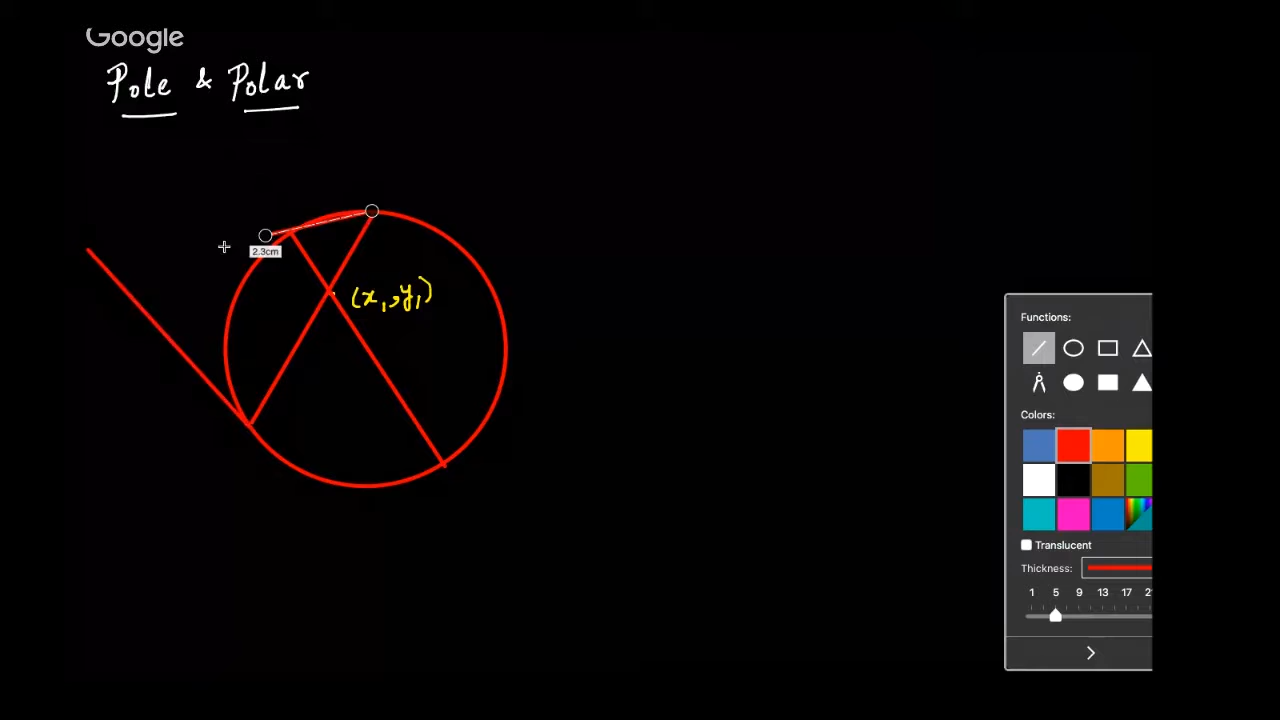 Google
Pole & Polar
2.3cm
(x₁,y₁)
Functions:
Colors:
Translucent
Thickness:
1 5 9 13 17